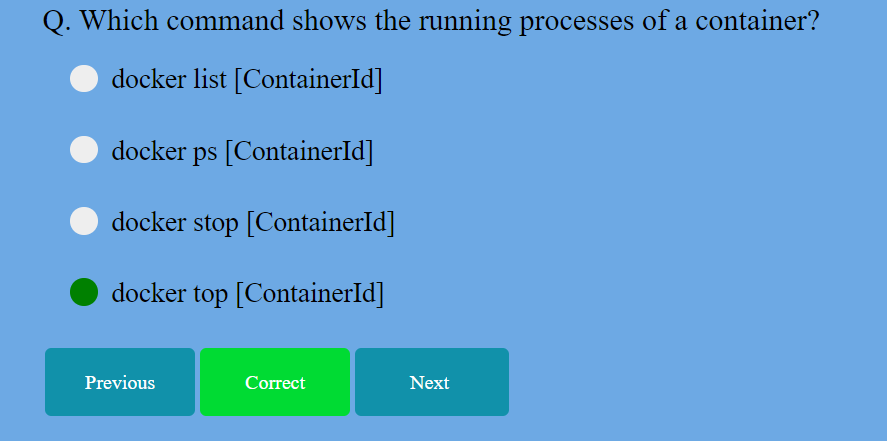 Q. Which command shows the running processes of a container?
docker list [ContainerId]
docker ps [ContainerId]
docker stop [ContainerId]
docker top [ContainerId]
Previous
Correct
Next